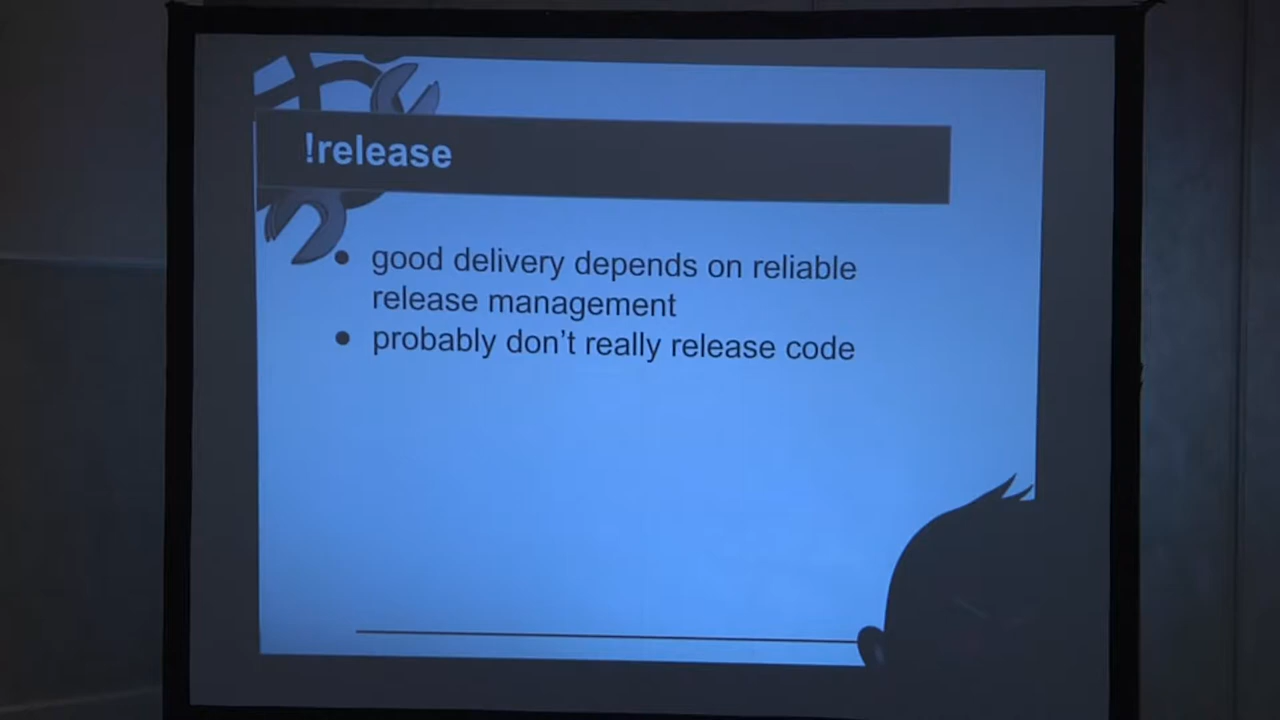 !release
• good delivery depends on reliable
release management
• probably don't really release code